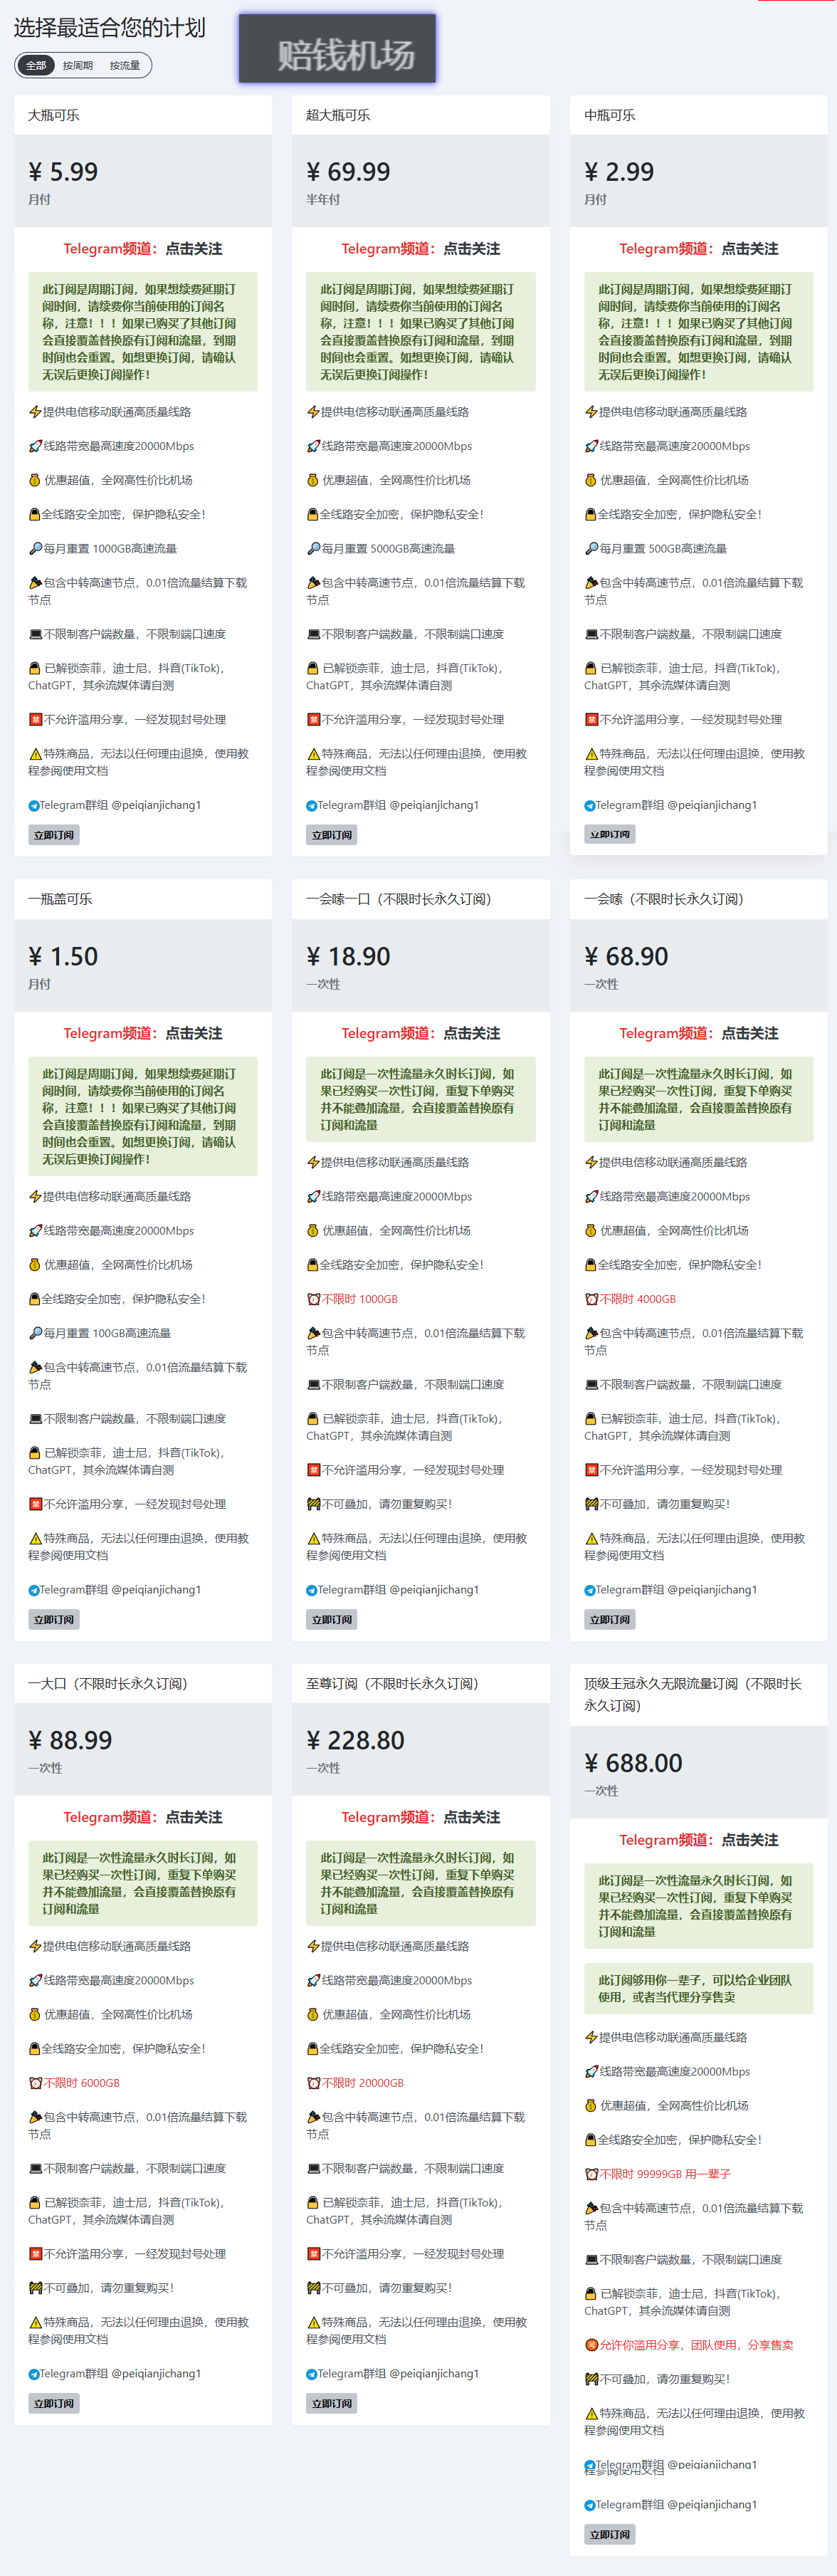 选择最适合您的计划
赔钱机场
全部 按周期 按流量
大瓶可乐
¥ 5.99
月付
Telegram频道：点击关注
此订阅是周期订阅，如果想续费延期订
阅时间，请续费你当前使用的订阅名
称，注意！！！如果已购买了其他订阅
会直接覆盖替换原有订阅和流量，到期
时间也会重置。如想更换订阅，请确认
无误后更换订阅操作！
⚡提供电信移动联通高质量线路
🚀线路带宽最高速度20000Mbps
💰 优惠超值，全网高性价比机场
🔒全线路安全加密，保护隐私安全！
🔎每月重置 1000GB高速流量
🎉包含中转高速节点，0.01倍流量结算下载
节点
💻不限制客户端数量，不限制端口速度
🔒 已解锁奈菲，迪士尼，抖音(TikTok)，
ChatGPT，其余流媒体请自测
🈲不允许滥用分享，一经发现封号处理
⚠️特殊商品，无法以任何理由退换，使用教
程参阅使用文档
Telegram群组 @peiqianjichang1
立即订阅
超大瓶可乐
¥ 69.99
半年付
Telegram频道：点击关注
此订阅是周期订阅，如果想续费延期订
阅时间，请续费你当前使用的订阅名
称，注意！！！如果已购买了其他订阅
会直接覆盖替换原有订阅和流量，到期
时间也会重置。如想更换订阅，请确认
无误后更换订阅操作！
⚡提供电信移动联通高质量线路
🚀线路带宽最高速度20000Mbps
💰 优惠超值，全网高性价比机场
🔒全线路安全加密，保护隐私安全！
🔎每月重置 5000GB高速流量
🎉包含中转高速节点，0.01倍流量结算下载
节点
💻不限制客户端数量，不限制端口速度
🔒 已解锁奈菲，迪士尼，抖音(TikTok)，
ChatGPT，其余流媒体请自测
🈲不允许滥用分享，一经发现封号处理
⚠️特殊商品，无法以任何理由退换，使用教
程参阅使用文档
Telegram群组 @peiqianjichang1
立即订阅
中瓶可乐
¥ 2.99
月付
Telegram频道：点击关注
此订阅是周期订阅，如果想续费延期订
阅时间，请续费你当前使用的订阅名
称，注意！！！如果已购买了其他订阅
会直接覆盖替换原有订阅和流量，到期
时间也会重置。如想更换订阅，请确认
无误后更换订阅操作！
⚡提供电信移动联通高质量线路
🚀线路带宽最高速度20000Mbps
💰 优惠超值，全网高性价比机场
🔒全线路安全加密，保护隐私安全！
🔎每月重置 500GB高速流量
🎉包含中转高速节点，0.01倍流量结算下载
节点
💻不限制客户端数量，不限制端口速度
🔒 已解锁奈菲，迪士尼，抖音(TikTok)，
ChatGPT，其余流媒体请自测
🈲不允许滥用分享，一经发现封号处理
⚠️特殊商品，无法以任何理由退换，使用教
程参阅使用文档
Telegram群组 @peiqianjichang1
立即订阅
一瓶盖可乐
¥ 1.50
月付
Telegram频道：点击关注
此订阅是周期订阅，如果想续费延期订
阅时间，请续费你当前使用的订阅名
称，注意！！！如果已购买了其他订阅
会直接覆盖替换原有订阅和流量，到期
时间也会重置。如想更换订阅，请确认
无误后更换订阅操作！
⚡提供电信移动联通高质量线路
🚀线路带宽最高速度20000Mbps
💰 优惠超值，全网高性价比机场
🔒全线路安全加密，保护隐私安全！
🔎每月重置 100GB高速流量
🎉包含中转高速节点，0.01倍流量结算下载
节点
💻不限制客户端数量，不限制端口速度
🔒 已解锁奈菲，迪士尼，抖音(TikTok)，
ChatGPT，其余流媒体请自测
🈲不允许滥用分享，一经发现封号处理
⚠️特殊商品，无法以任何理由退换，使用教
程参阅使用文档
Telegram群组 @peiqianjichang1
立即订阅
一会嗦一口（不限时长永久订阅）
¥ 18.90
一次性
Telegram频道：点击关注
此订阅是一次性流量永久时长订阅，如
果已经购买一次性订阅，重复下单购买
并不能叠加流量，会直接覆盖替换原有
订阅和流量
⚡提供电信移动联通高质量线路
🚀线路带宽最高速度20000Mbps
💰 优惠超值，全网高性价比机场
🔒全线路安全加密，保护隐私安全！
⏰不限时 1000GB
🎉包含中转高速节点，0.01倍流量结算下载
节点
💻不限制客户端数量，不限制端口速度
🔒 已解锁奈菲，迪士尼，抖音(TikTok)，
ChatGPT，其余流媒体请自测
🈲不允许滥用分享，一经发现封号处理
🚧不可叠加，请勿重复购买！
⚠️特殊商品，无法以任何理由退换，使用教
程参阅使用文档
Telegram群组 @peiqianjichang1
立即订阅
一会嗦（不限时长永久订阅）
¥ 68.90
一次性
Telegram频道：点击关注
此订阅是一次性流量永久时长订阅，如
果已经购买一次性订阅，重复下单购买
并不能叠加流量，会直接覆盖替换原有
订阅和流量
⚡提供电信移动联通高质量线路
🚀线路带宽最高速度20000Mbps
💰 优惠超值，全网高性价比机场
🔒全线路安全加密，保护隐私安全！
⏰不限时 4000GB
🎉包含中转高速节点，0.01倍流量结算下载
节点
💻不限制客户端数量，不限制端口速度
🔒 已解锁奈菲，迪士尼，抖音(TikTok)，
ChatGPT，其余流媒体请自测
🈲不允许滥用分享，一经发现封号处理
🚧不可叠加，请勿重复购买！
⚠️特殊商品，无法以任何理由退换，使用教
程参阅使用文档
Telegram群组 @peiqianjichang1
立即订阅
一大口（不限时长永久订阅）
¥ 88.99
一次性
Telegram频道：点击关注
此订阅是一次性流量永久时长订阅，如
果已经购买一次性订阅，重复下单购买
并不能叠加流量，会直接覆盖替换原有
订阅和流量
⚡提供电信移动联通高质量线路
🚀线路带宽最高速度20000Mbps
💰 优惠超值，全网高性价比机场
🔒全线路安全加密，保护隐私安全！
⏰不限时 6000GB
🎉包含中转高速节点，0.01倍流量结算下载
节点
💻不限制客户端数量，不限制端口速度
🔒 已解锁奈菲，迪士尼，抖音(TikTok)，
ChatGPT，其余流媒体请自测
🈲不允许滥用分享，一经发现封号处理
🚧不可叠加，请勿重复购买！
⚠️特殊商品，无法以任何理由退换，使用教
程参阅使用文档
Telegram群组 @peiqianjichang1
立即订阅
至尊订阅（不限时长永久订阅）
¥ 228.80
一次性
Telegram频道：点击关注
此订阅是一次性流量永久时长订阅，如
果已经购买一次性订阅，重复下单购买
并不能叠加流量，会直接覆盖替换原有
订阅和流量
⚡提供电信移动联通高质量线路
🚀线路带宽最高速度20000Mbps
💰 优惠超值，全网高性价比机场
🔒全线路安全加密，保护隐私安全！
⏰不限时 20000GB
🎉包含中转高速节点，0.01倍流量结算下载
节点
💻不限制客户端数量，不限制端口速度
🔒 已解锁奈菲，迪士尼，抖音(TikTok)，
ChatGPT，其余流媒体请自测
🈲不允许滥用分享，一经发现封号处理
🚧不可叠加，请勿重复购买！
⚠️特殊商品，无法以任何理由退换，使用教
程参阅使用文档
Telegram群组 @peiqianjichang1
立即订阅
顶级王冠永久无限流量订阅（不限时长
永久订阅）
¥ 688.00
一次性
Telegram频道：点击关注
此订阅是一次性流量永久时长订阅，如
果已经购买一次性订阅，重复下单购买
并不能叠加流量，会直接覆盖替换原有
订阅和流量
此订阅够用你一辈子，可以给企业团队
使用，或者当代理分享售卖
⚡提供电信移动联通高质量线路
🚀线路带宽最高速度20000Mbps
💰 优惠超值，全网高性价比机场
🔒全线路安全加密，保护隐私安全！
⏰不限时 99999GB 用一辈子
🎉包含中转高速节点，0.01倍流量结算下载
节点
💻不限制客户端数量，不限制端口速度
🔒 已解锁奈菲，迪士尼，抖音(TikTok)，
ChatGPT，其余流媒体请自测
🉑允许你滥用分享，团队使用，分享售卖
🚧不可叠加，请勿重复购买！
⚠️特殊商品，无法以任何理由退换，使用教
程参阅使用文档
Telegram群组 @peiqianjichang1
程参阅使用文档
Telegram群组 @peiqianjichang1
立即订阅